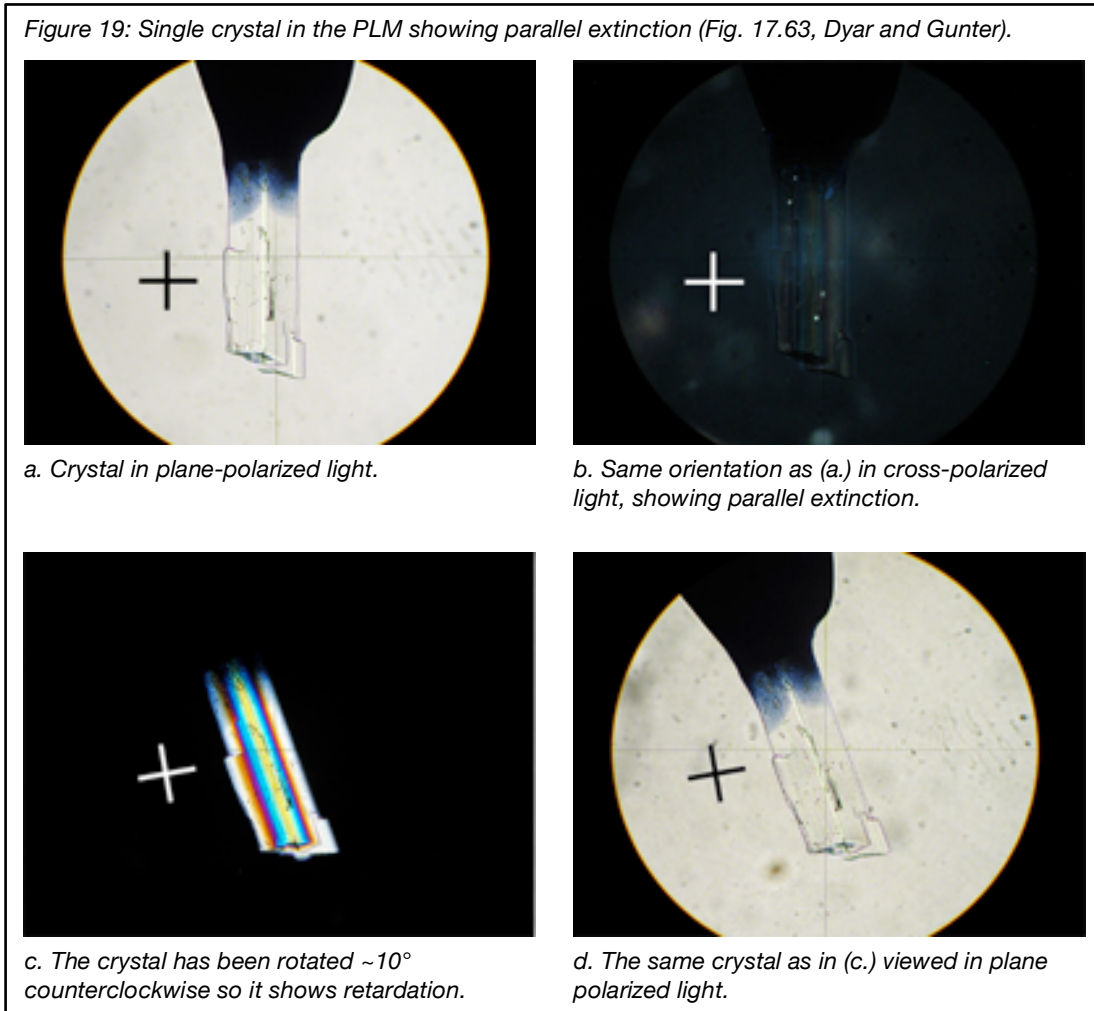 Figure 19: Single crystal in the PLM showing parallel extinction (Fig. 17.63, Dyar and Gunter).
a. Crystal in plane-polarized light.
b. Same orientation as (a.) in cross-polarized
light, showing parallel extinction.
c. The crystal has been rotated ~10°
counterclockwise so it shows retardation.
d. The same crystal as in (c.) viewed in plane
polarized light.